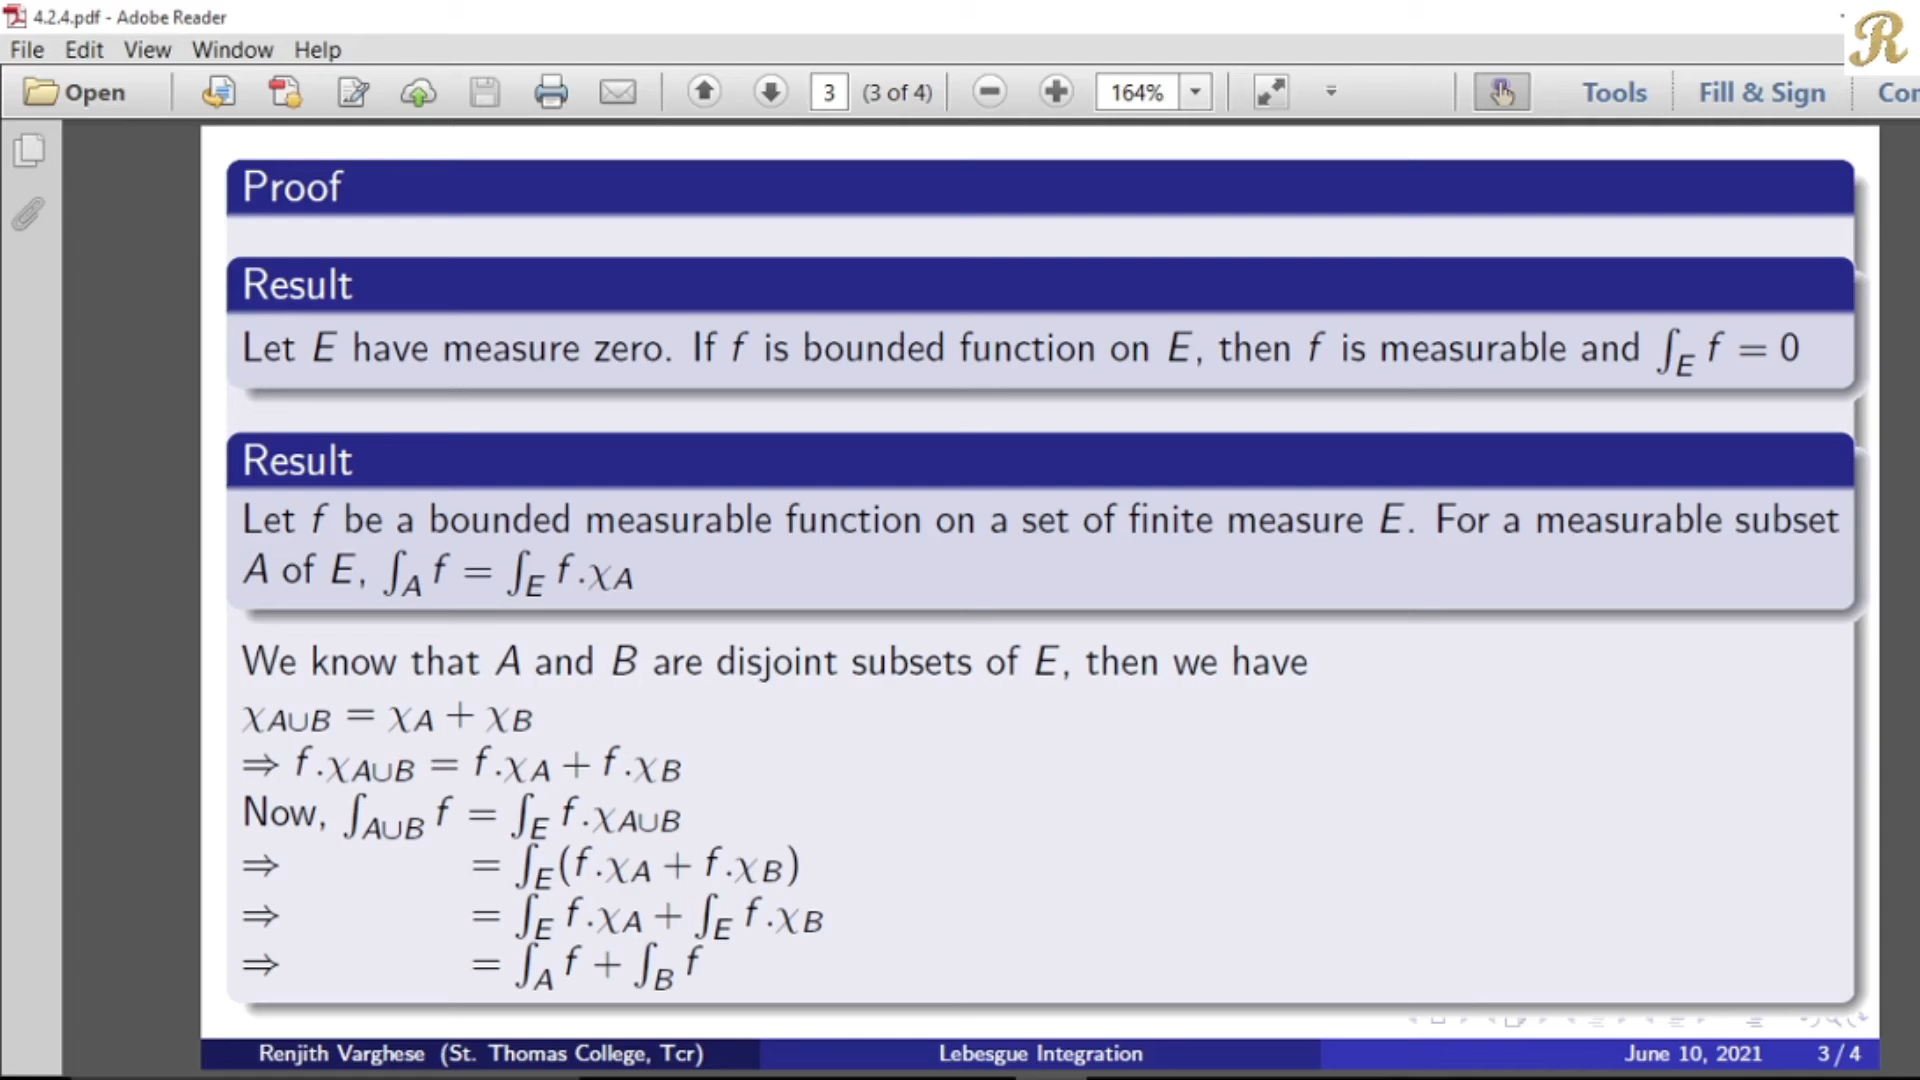 4.2.4.pdf - Adobe Reader
R
File Edit View Window Help
Open 3 (3 of 4) 164% Tools Fill & Sign Cor
Proof
Result
Let E have measure zero. If f is bounded function on E, then f is measurable and ∫_E f = 0
Result
Let f be a bounded measurable function on a set of finite measure E. For a measurable subset
A of E, ∫_A f = ∫_E f.χ_A
We know that A and B are disjoint subsets of E, then we have
χ_{A∪B} = χ_A + χ_B
⇒ f.χ_{A∪B} = f.χ_A + f.χ_B
Now, ∫_{A∪B} f = ∫_E f.χ_{A∪B}
⇒ = ∫_E(f.χ_A + f.χ_B)
⇒ = ∫_E f.χ_A + ∫_E f.χ_B
⇒ = ∫_A f + ∫_B f
Renjith Varghese (St. Thomas College, Tcr) Lebesgue Integration June 10, 2021 3 / 4